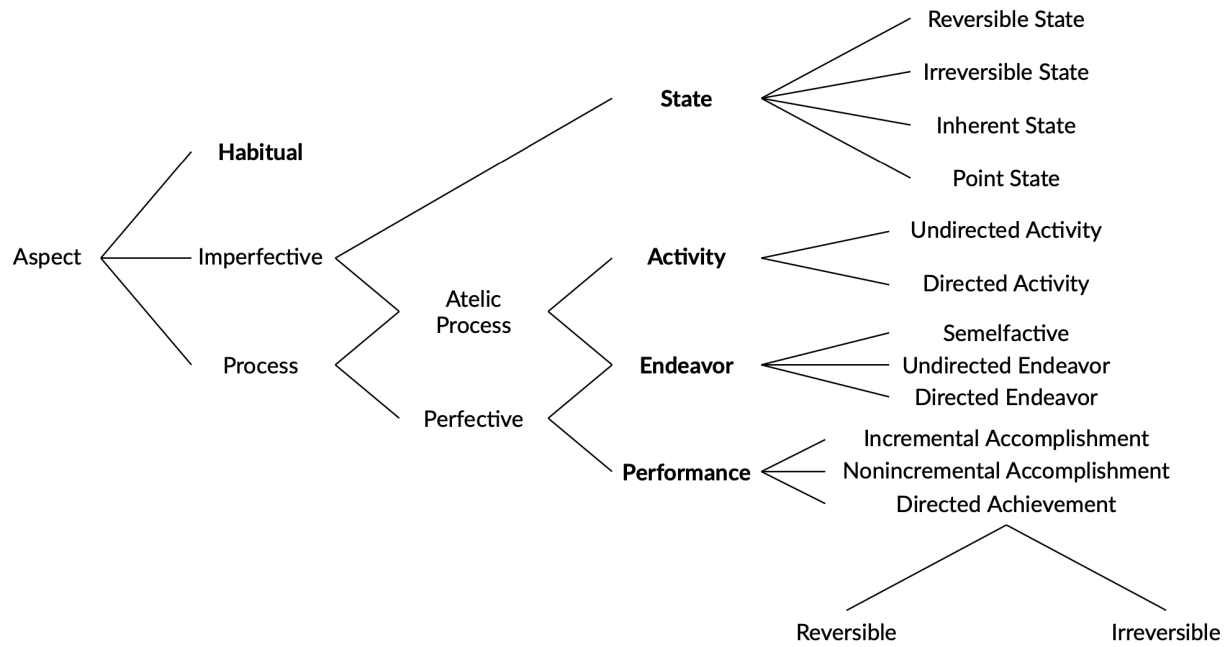 Reversible State
State
Irreversible State
Inherent State
Habitual
Point State
Aspect
Imperfective
Activity
Undirected Activity
Directed Activity
Atelic
Process
Process
Endeavor
Semelfactive
Undirected Endeavor
Directed Endeavor
Perfective
Performance
Incremental Accomplishment
Nonincremental Accomplishment
Directed Achievement
Reversible
Irreversible